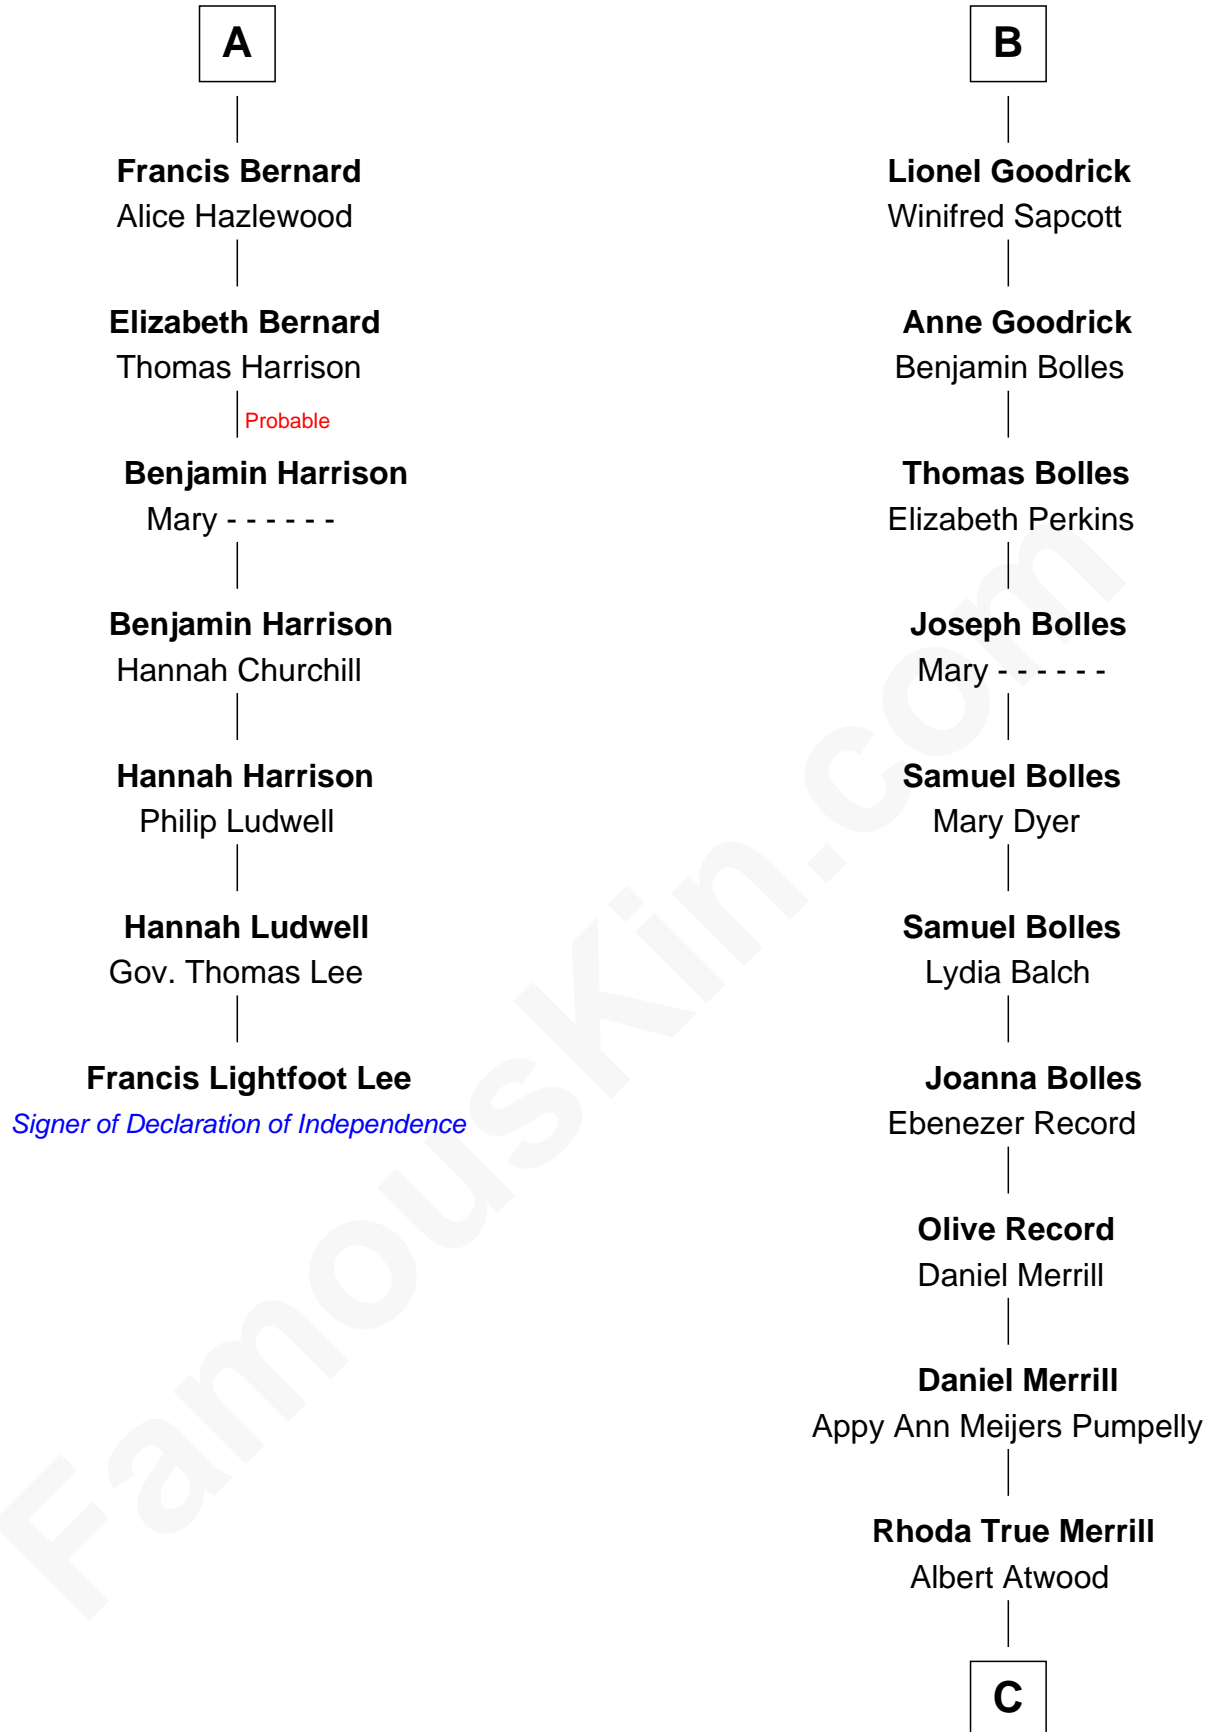 A
Francis Bernard
Alice Hazlewood
Elizabeth Bernard
Thomas Harrison
Probable
Benjamin Harrison
Mary - - - - - -
Benjamin Harrison
Hannah Churchill
Hannah Harrison
Philip Ludwell
Hannah Ludwell
Gov. Thomas Lee
Francis Lightfoot Lee
Signer of Declaration of Independence
B
Lionel Goodrick
Winifred Sapcott
Anne Goodrick
Benjamin Bolles
Thomas Bolles
Elizabeth Perkins
Joseph Bolles
Mary - - - - - -
Samuel Bolles
Mary Dyer
Samuel Bolles
Lydia Balch
Joanna Bolles
Ebenezer Record
Olive Record
Daniel Merrill
Daniel Merrill
Appy Ann Meijers Pumpelly
Rhoda True Merrill
Albert Atwood
C
FamousKin.com